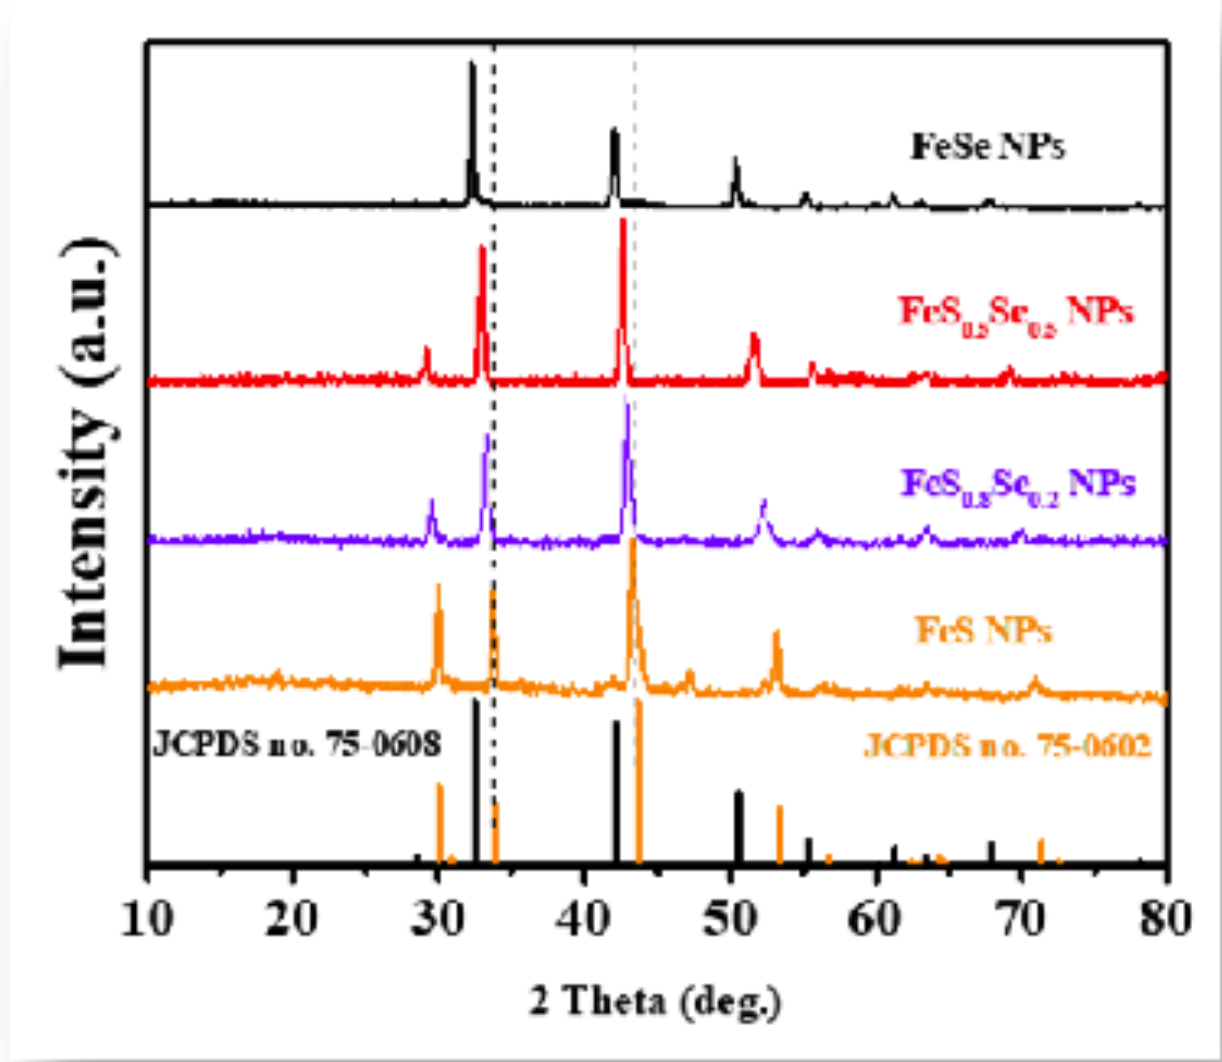 Intensity (a.u.)
FeSe NPs
FeS0.5Se0.5 NPs
FeS0.8Se0.2 NPs
FeS NPs
JCPDS no. 75-0608
JCPDS no. 75-0602
10 20 30 40 50 60 70 80
2 Theta (deg.)